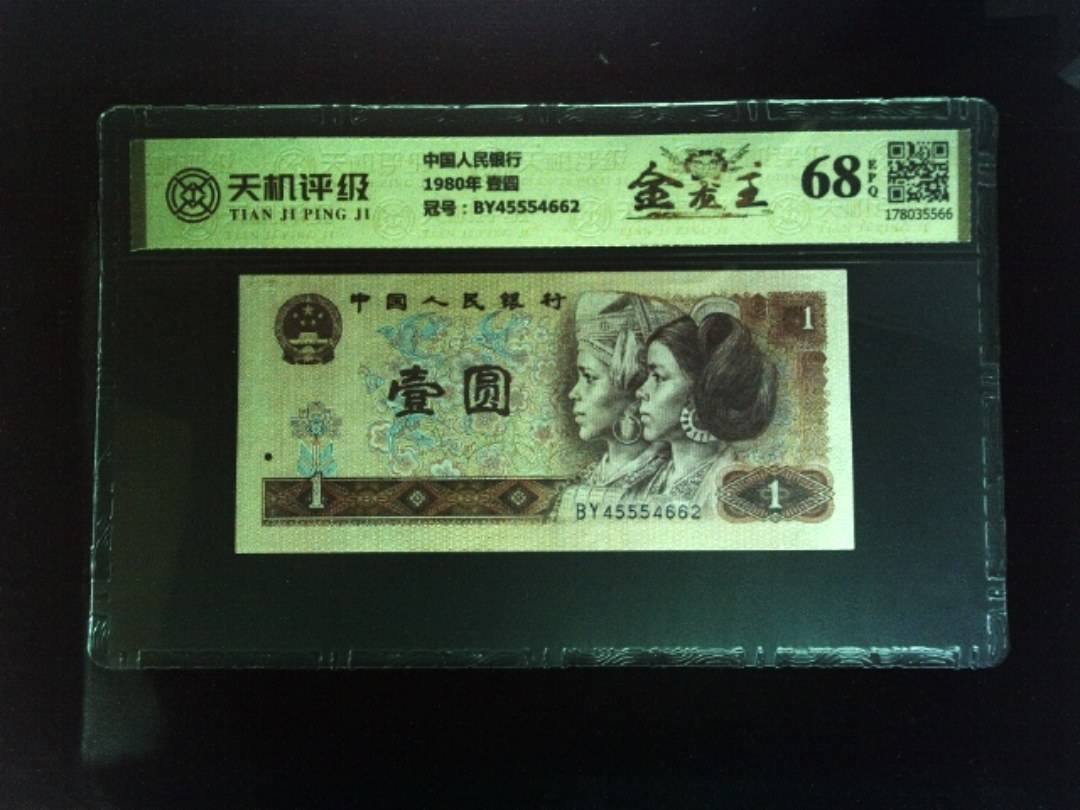 天机评级
TIAN JI PING JI
中国人民银行
1980年 壹圆
冠号：BY45554662
金龙王
68
EPQ
178035566
中国人民银行
1
壹圆
1
1
BY45554662